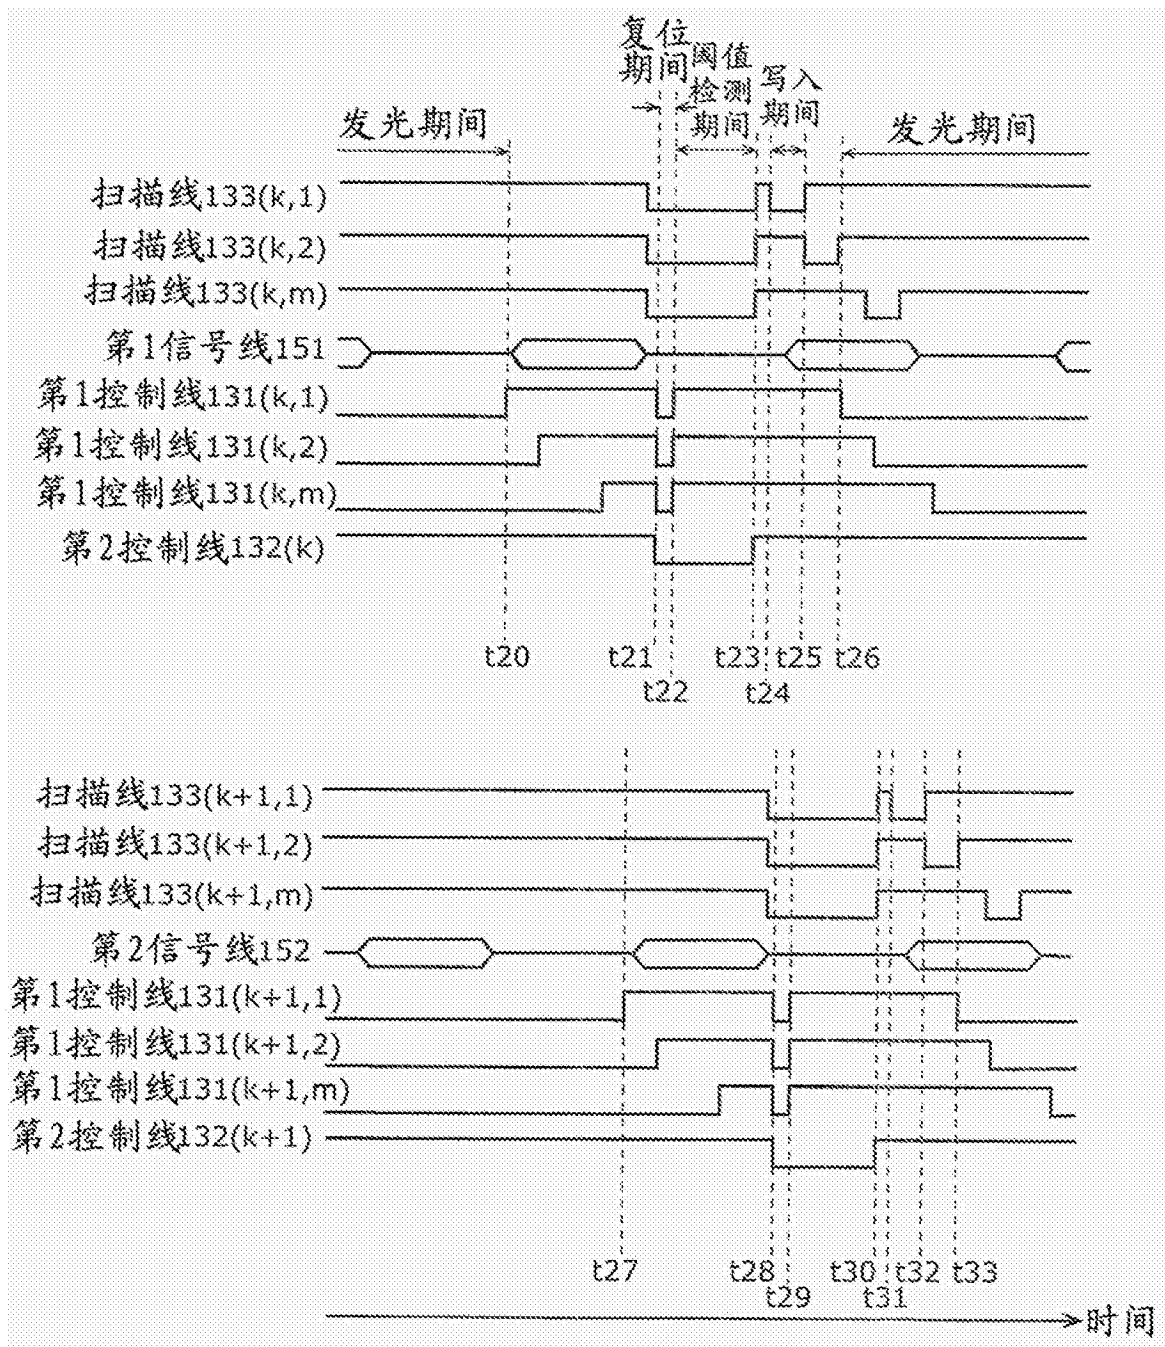 复位
期间
阈值
检测
期间
写入
期间
发光期间
发光期间
扫描线133(k,1)
扫描线133(k,2)
扫描线133(k,m)
第1信号线151
第1控制线131(k,1)
第1控制线131(k,2)
第1控制线131(k,m)
第2控制线132(k)
t20
t21
t22
t23
t24
t25
t26
扫描线133(k+1,1)
扫描线133(k+1,2)
扫描线133(k+1,m)
第2信号线152
第1控制线131(k+1,1)
第1控制线131(k+1,2)
第1控制线131(k+1,m)
第2控制线132(k+1)
t27
t28
t29
t30
t31
t32
t33
时间